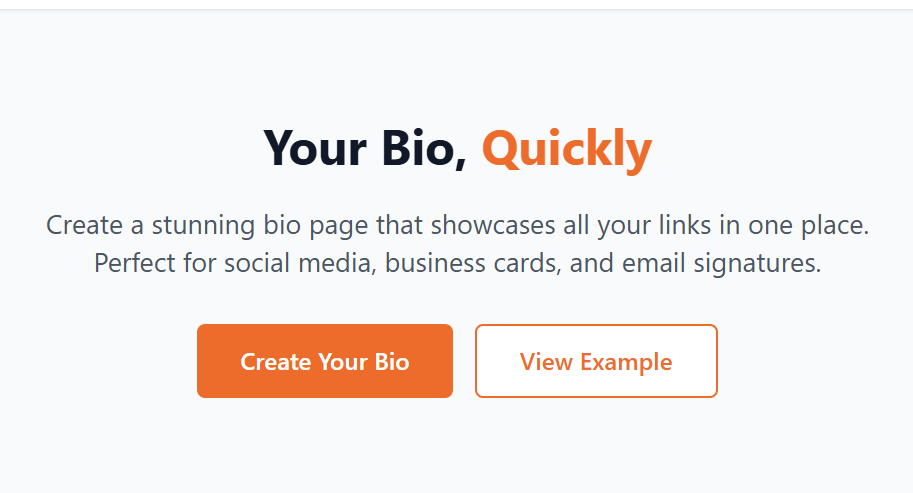 Your Bio, Quickly
Create a stunning bio page that showcases all your links in one place.
Perfect for social media, business cards, and email signatures.
Create Your Bio
View Example